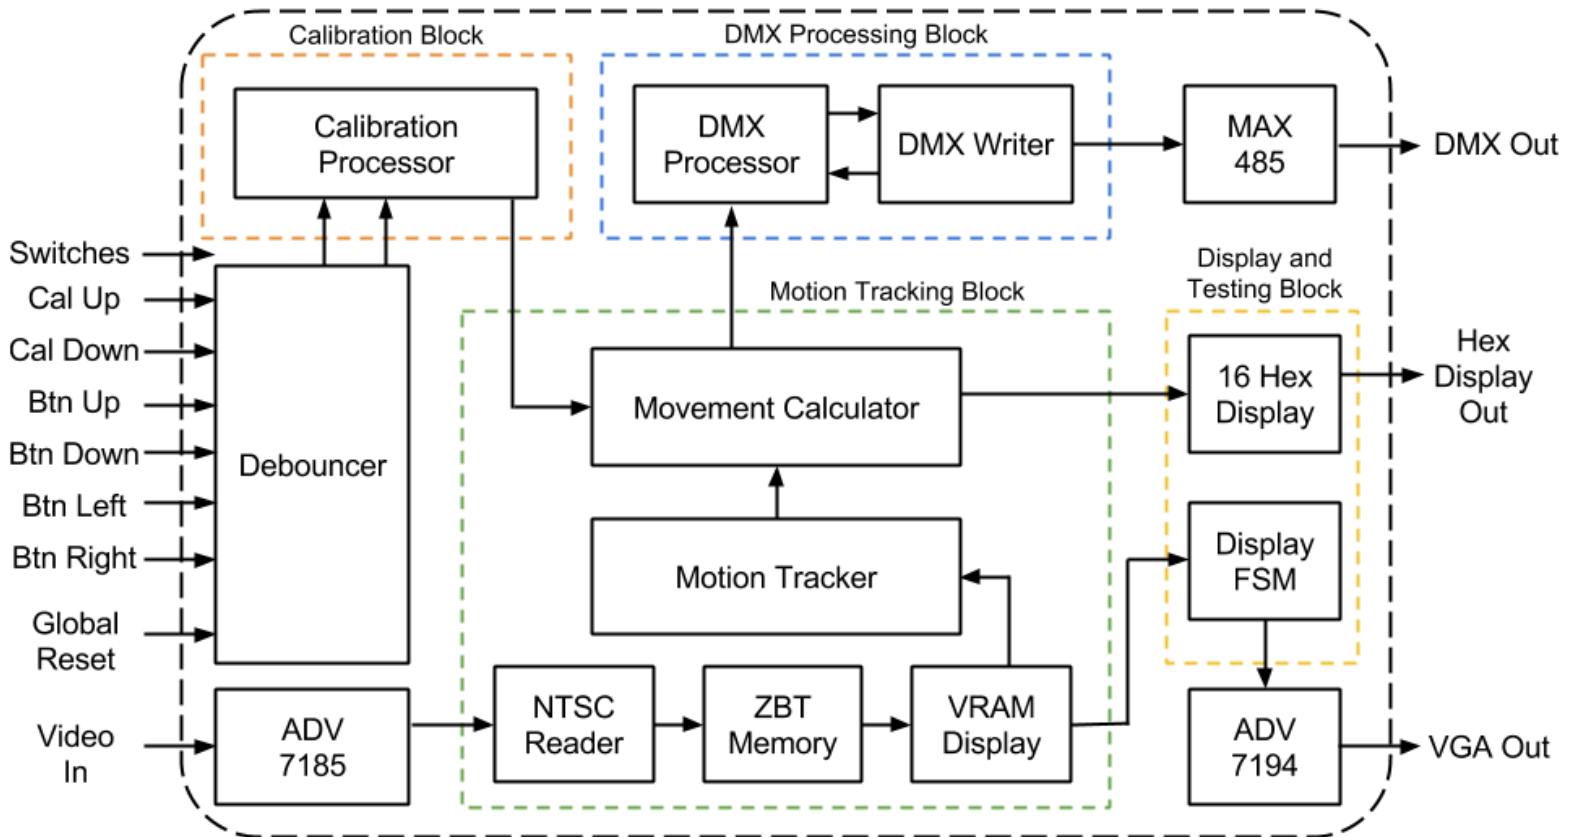 Calibration Block
DMX Processing Block
Calibration
Processor
DMX
Processor
DMX Writer
MAX
485
DMX Out
Switches
Cal Up
Cal Down
Btn Up
Btn Down
Btn Left
Btn Right
Global
Reset
Debouncer
Motion Tracking Block
Movement Calculator
Motion Tracker
Display and
Testing Block
16 Hex
Display
Hex
Display
Out
Display
FSM
Video
In
ADV
7185
NTSC
Reader
ZBT
Memory
VRAM
Display
ADV
7194
VGA Out